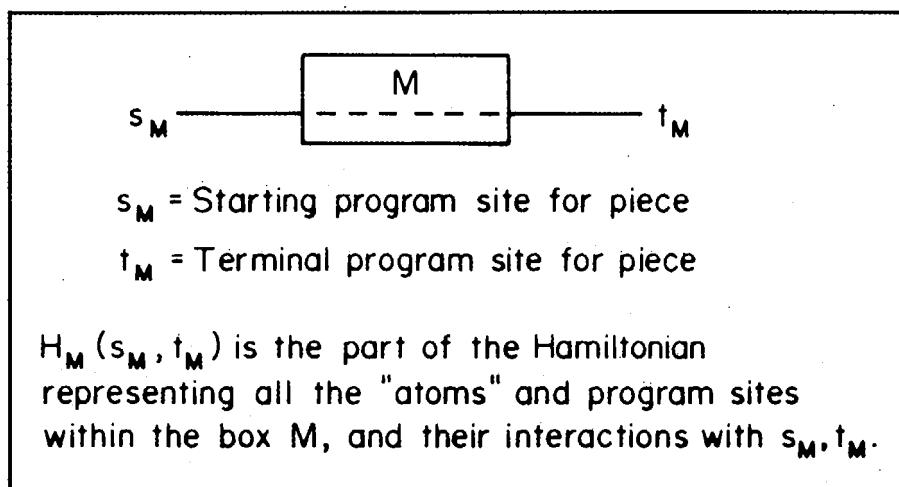 M
s_M t_M
s_M = Starting program site for piece
t_M = Terminal program site for piece
H_M (s_M, t_M) is the part of the Hamiltonian
representing all the "atoms" and program sites
within the box M, and their interactions with s_M, t_M.